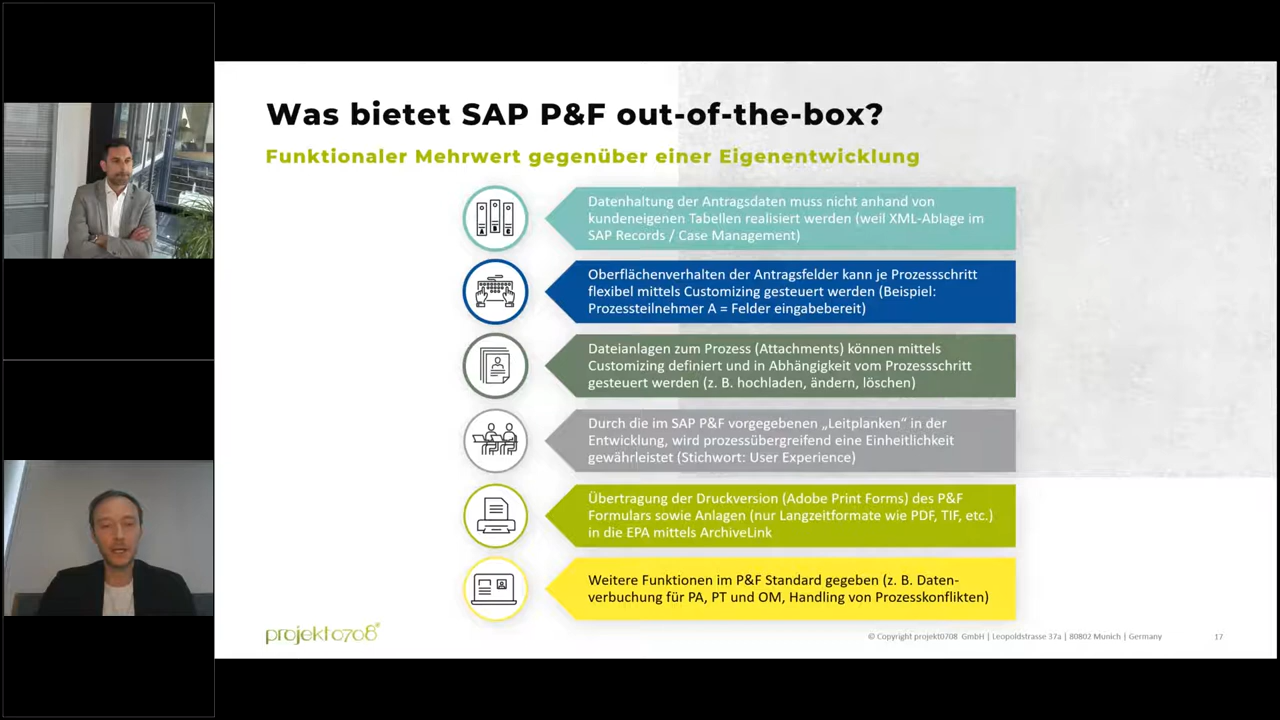 Was bietet SAP P&F out-of-the-box?
Funktionaler Mehrwert gegenüber einer Eigenentwicklung
Datenhaltung der Antragsdaten muss nicht anhand von
kundeneigenen Tabellen realisiert werden (weil XML-Ablage im
SAP Records / Case Management)
Oberflächenverhalten der Antragsfelder kann je Prozessschritt
flexibel mittels Customizing gesteuert werden (Beispiel:
Prozessteilnehmer A = Felder eingabebereit)
Dateianlagen zum Prozess (Attachments) können mittels
Customizing definiert und in Abhängigkeit vom Prozessschritt
gesteuert werden (z. B. hochladen, ändern, löschen)
Durch die im SAP P&F vorgegebenen „Leitplanken“ in der
Entwicklung, wird prozessübergreifend eine Einheitlichkeit
gewährleistet (Stichwort: User Experience)
Übertragung der Druckversion (Adobe Print Forms) des P&F
Formulars sowie Anlagen (nur Langzeitformate wie PDF, TIF, etc.)
in die EPA mittels ArchiveLink
Weitere Funktionen im P&F Standard gegeben (z. B. Daten-
verbuchung für PA, PT und OM, Handling von Prozesskonflikten)
projekt0708
© Copyright projekt0708 GmbH | Leopoldstrasse 37a | 80802 Munich | Germany
17